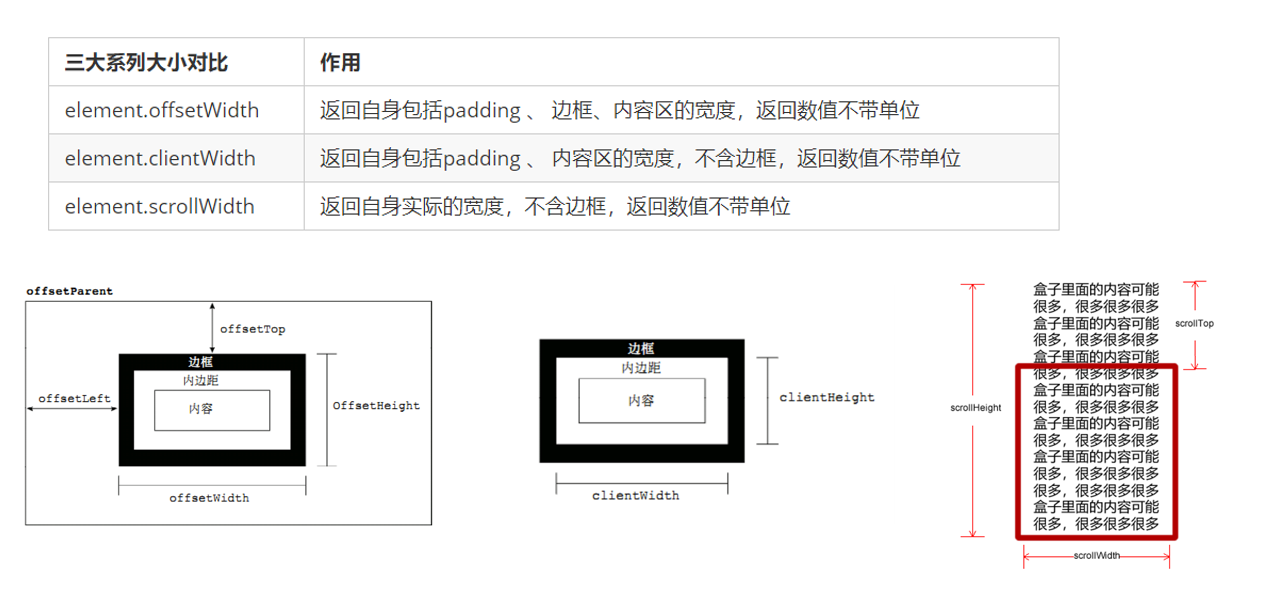 三大系列大小对比 作用
element.offsetWidth 返回自身包括padding 、 边框、内容区的宽度，返回数值不带单位
element.clientWidth 返回自身包括padding 、 内容区的宽度，不含边框，返回数值不带单位
element.scrollWidth 返回自身实际的宽度，不含边框，返回数值不带单位
offsetParent
offsetTop
边框
内边距
内容
offsetLeft
OffsetHeight
offsetWidth
边框
内边距
内容
clientHeight
clientWidth
盒子里面的内容可能
很多，很多很多很多
盒子里面的内容可能
很多，很多很多很多
盒子里面的内容可能
很多，很多很多很多
盒子里面的内容可能
很多，很多很多很多
盒子里面的内容可能
很多，很多很多很多
盒子里面的内容可能
很多，很多很多很多
很多，很多很多很多
盒子里面的内容可能
很多，很多很多很多
scrollTop
scrollHeight
scrollWidth